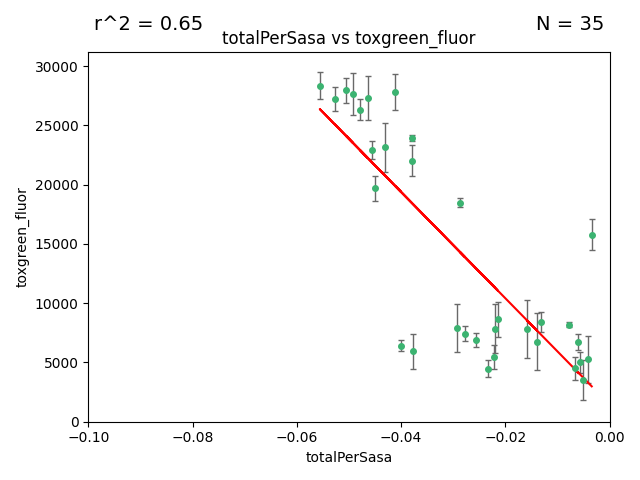 r^2 = 0.65
N = 35
totalPerSasa vs toxgreen_fluor
30000
25000
20000
15000
10000
5000
0
toxgreen_fluor
−0.10
−0.08
−0.06
−0.04
−0.02
0.00
totalPerSasa